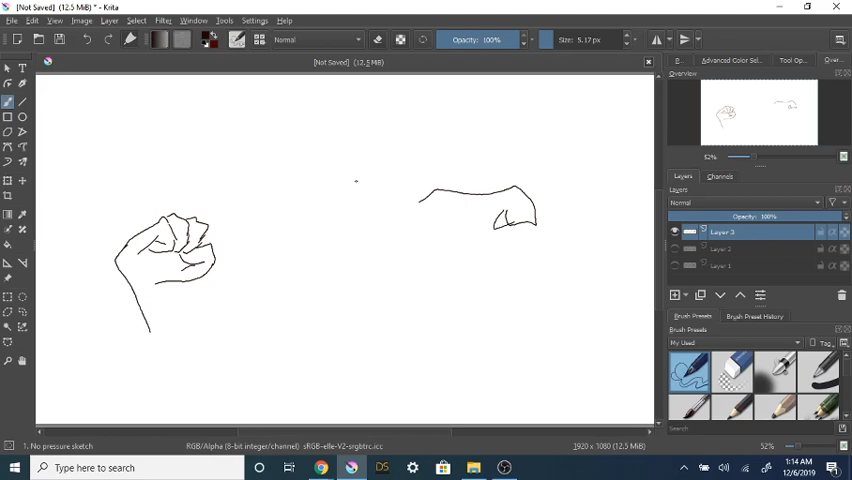 [Not Saved] (12.5 MiB) * - Krita
File Edit View Image Layer Select Filter Window Tools Settings Help
Normal Opacity: 100% Size: 5.17 px
[Not Saved] (12.5 MiB)
P... Advanced Color Sel... Tool Op... Over...
Overview
52%
Layers Channels
Layers
Normal
Opacity: 100%
Layer 3
Layer 2
Layer 1
Brush Presets Brush Preset History
Brush Presets
My Used Tag
Search
1. No pressure sketch RGB/Alpha (8-bit integer/channel) sRGB-elle-V2-srgbtrc.icc 1920 x 1080 (12.5 MiB) 52%
Type here to search DS 1:14 AM
12/6/2019